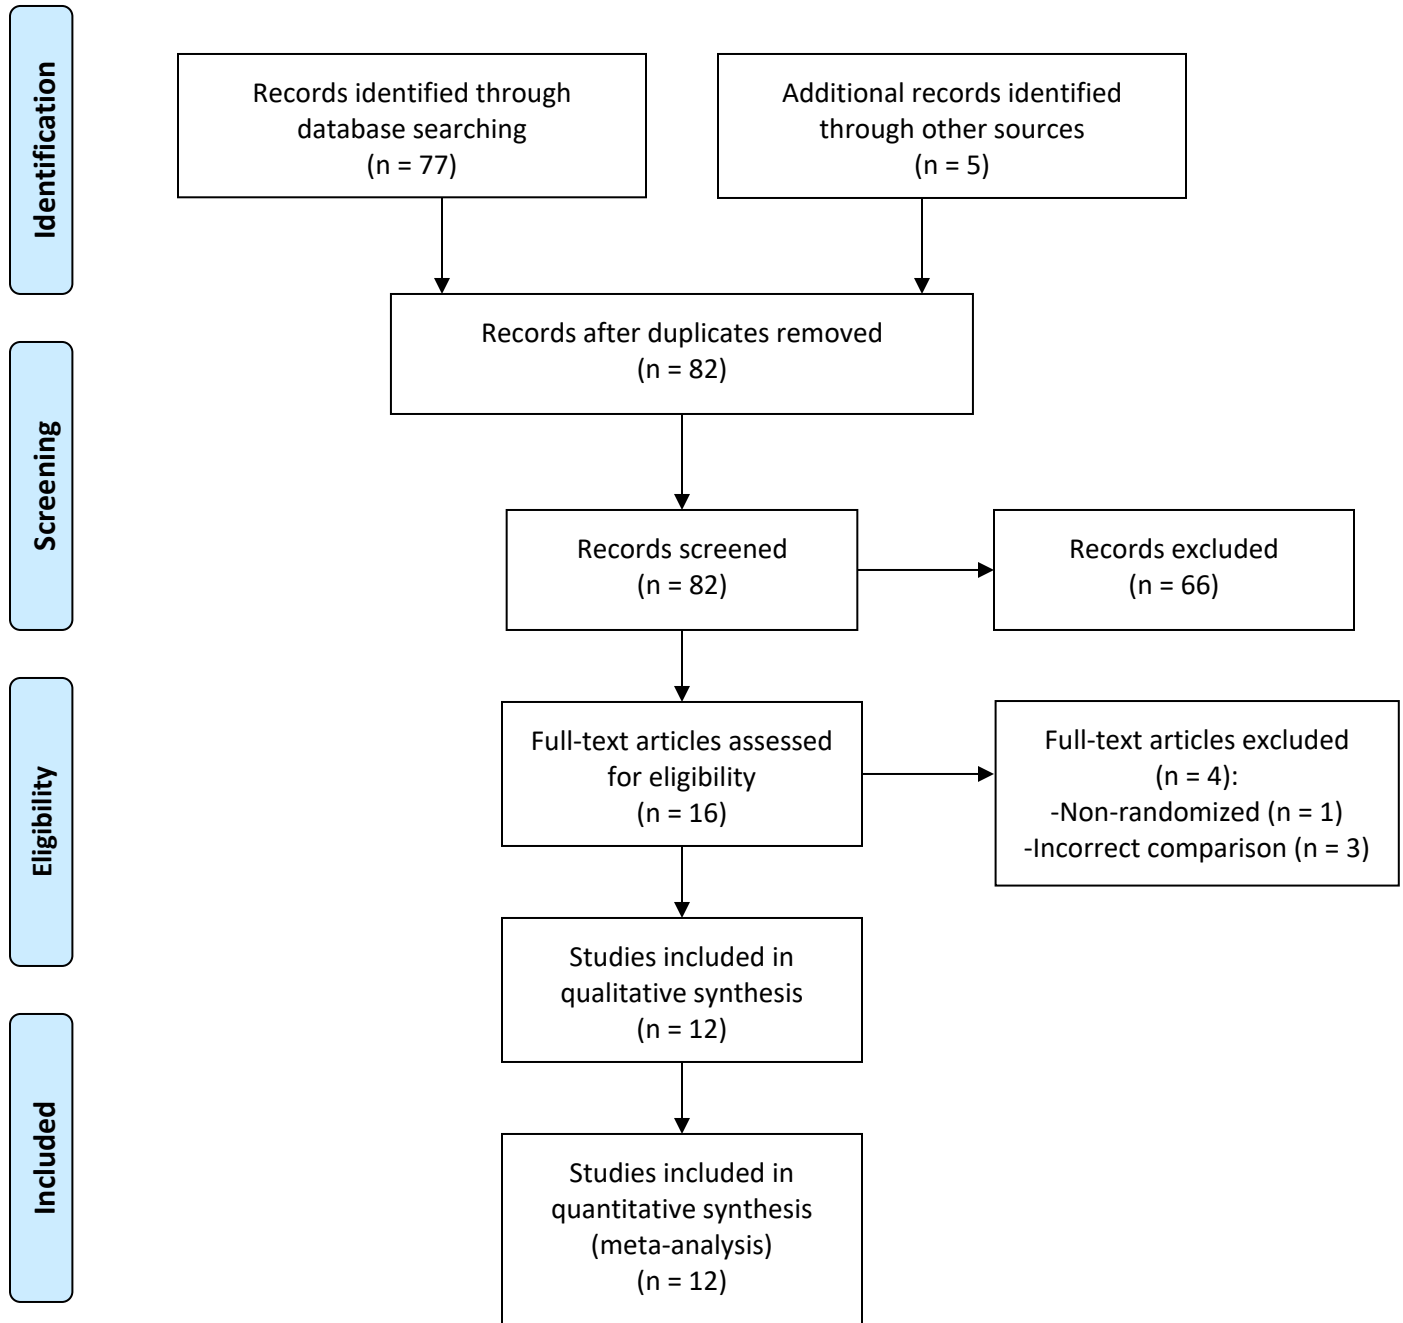 Identification
Records identified through
database searching
(n = 77)
Additional records identified
through other sources
(n = 5)
Records after duplicates removed
(n = 82)
Screening
Records screened
(n = 82)
Records excluded
(n = 66)
Eligibility
Full-text articles assessed
for eligibility
(n = 16)
Full-text articles excluded
(n = 4):
-Non-randomized (n = 1)
-Incorrect comparison (n = 3)
Studies included in
qualitative synthesis
(n = 12)
Included
Studies included in
quantitative synthesis
(meta-analysis)
(n = 12)